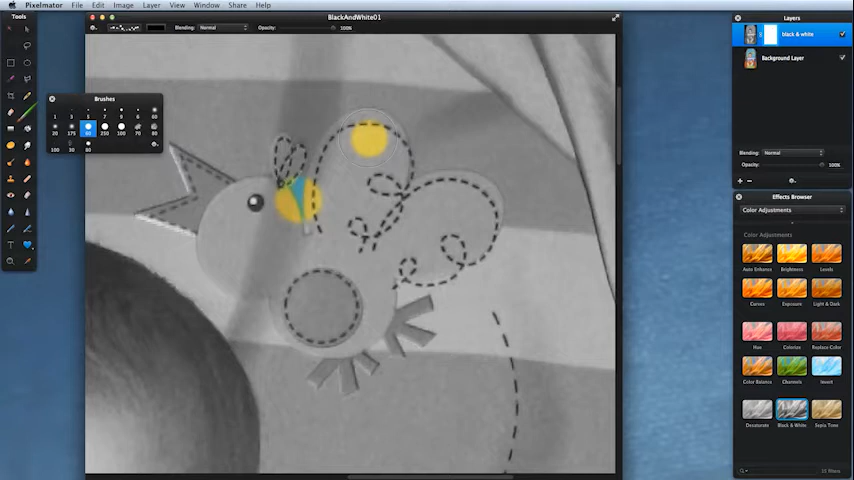 Pixelmator File Edit Image Layer View Window Share Help
Tools
BlackAndWhite01
Blending: Normal Opacity: 100%
Brushes
1 3 5 7 9 6 60
20 175 60 250 100 70 80
100 30 80
Layers
black & white
Background Layer
Blending: Normal
Opacity: 100%
Effects Browser
Color Adjustments
Color Adjustments
Auto Enhance Brightness Levels
Curves Exposure Light & Dark
Hue Colorize Replace Color
Color Balance Channels Invert
Desaturate Black & White Sepia Tone
15 filters